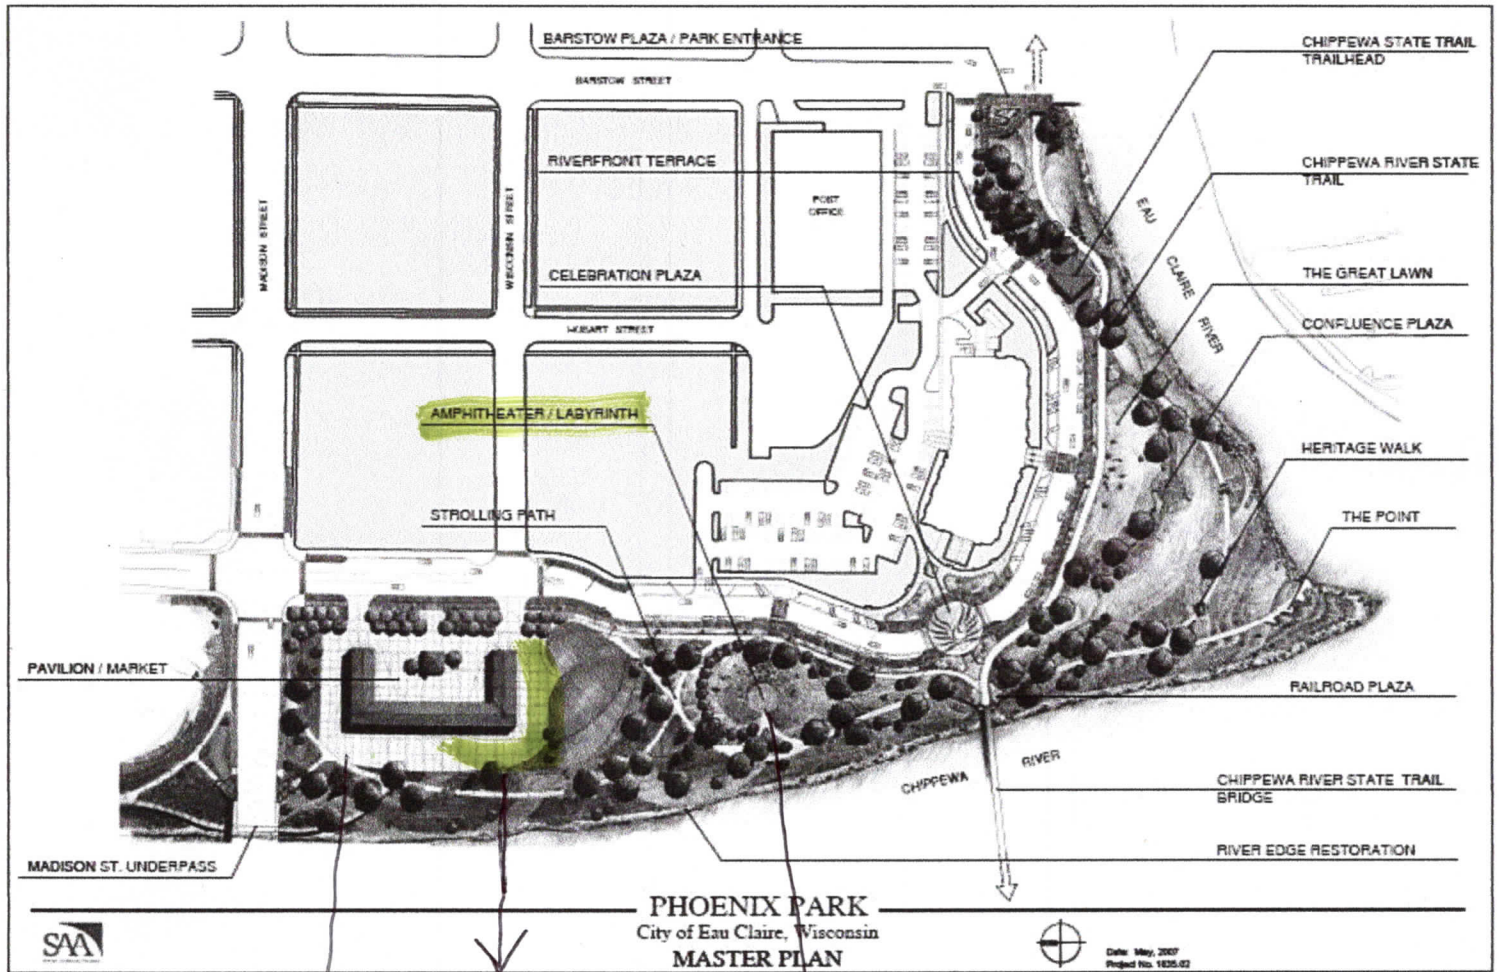 BARSTOW PLAZA / PARK ENTRANCE
CHIPPEWA STATE TRAIL
TRAILHEAD
BARSTOW STREET
RIVERFRONT TERRACE
CHIPPEWA RIVER STATE
TRAIL
MADISON STREET
WISCONSIN STREET
POST
OFFICE
EAU
CLAIRE
RIVER
CELEBRATION PLAZA
THE GREAT LAWN
HOBART STREET
CONFLUENCE PLAZA
AMPHITHEATER / LABYRINTH
HERITAGE WALK
STROLLING PATH
THE POINT
PAVILION / MARKET
RAILROAD PLAZA
CHIPPEWA
RIVER
CHIPPEWA RIVER STATE TRAIL
BRIDGE
MADISON ST. UNDERPASS
RIVER EDGE RESTORATION
PHOENIX PARK
City of Eau Claire, Wisconsin
MASTER PLAN
SAA
Date: May, 2007